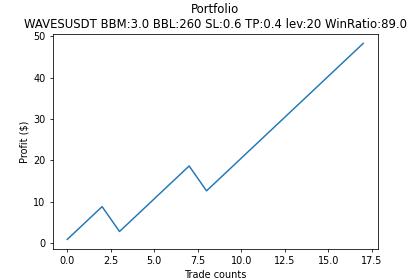 Portfolio
WAVESUSDT BBM:3.0 BBL:260 SL:0.6 TP:0.4 lev:20 WinRatio:89.0
Profit ($)
50
40
30
20
10
0
0.0 2.5 5.0 7.5 10.0 12.5 15.0 17.5
Trade counts